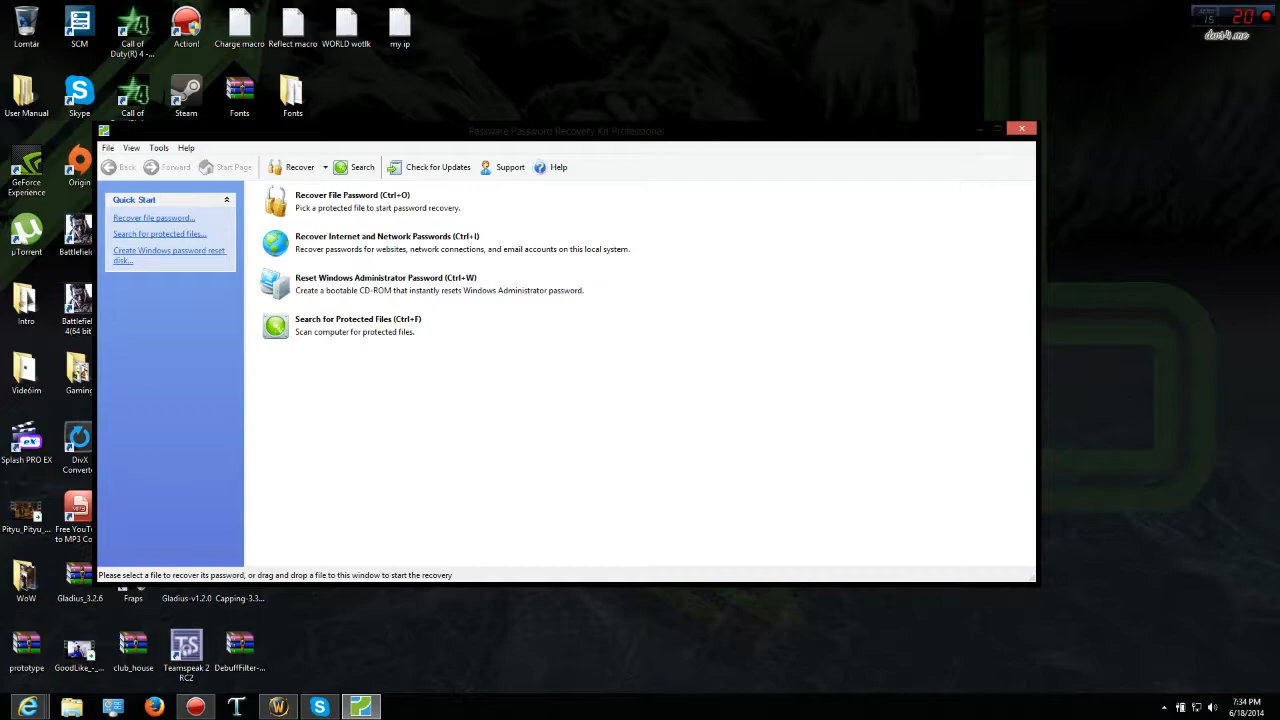 Lomtár
SCM
Call of Duty(R) 4 -...
Action!
Charge macro
Reflect macro
WORLD wotlk
my ip
15
20
dws4.me
User Manual
Skype
Call of
Steam
Fonts
Fonts
Passware Password Recovery Kit Professional
File View Tools Help
Back Forward Start Page Recover Search Check for Updates Support Help
Quick Start
Recover file password...
Search for protected files...
Create Windows password reset
disk...
Recover File Password (Ctrl+O)
Pick a protected file to start password recovery.
Recover Internet and Network Passwords (Ctrl+I)
Recover passwords for websites, network connections, and email accounts on this local system.
Reset Windows Administrator Password (Ctrl+W)
Create a bootable CD-ROM that instantly resets Windows Administrator password.
Search for Protected Files (Ctrl+F)
Scan computer for protected files.
Please select a file to recover its password, or drag and drop a file to this window to start the recovery
GeForce
Experience
Origin
µTorrent
Battlefield
Intro
Battlefield
4(64 bit)
Videóim
Gaming
Splash PRO EX
DivX
Converte
Pityu_Pityu_...
Free YouTu
to MP3 Co
WoW
Gladius_3.2.6
Fraps
Gladius-v1.2.0
Capping-3.3...
prototype
GoodLike_-_...
club_house
Teamspeak 2
RC2
DebuffFilter-...
7:34 PM
6/18/2014